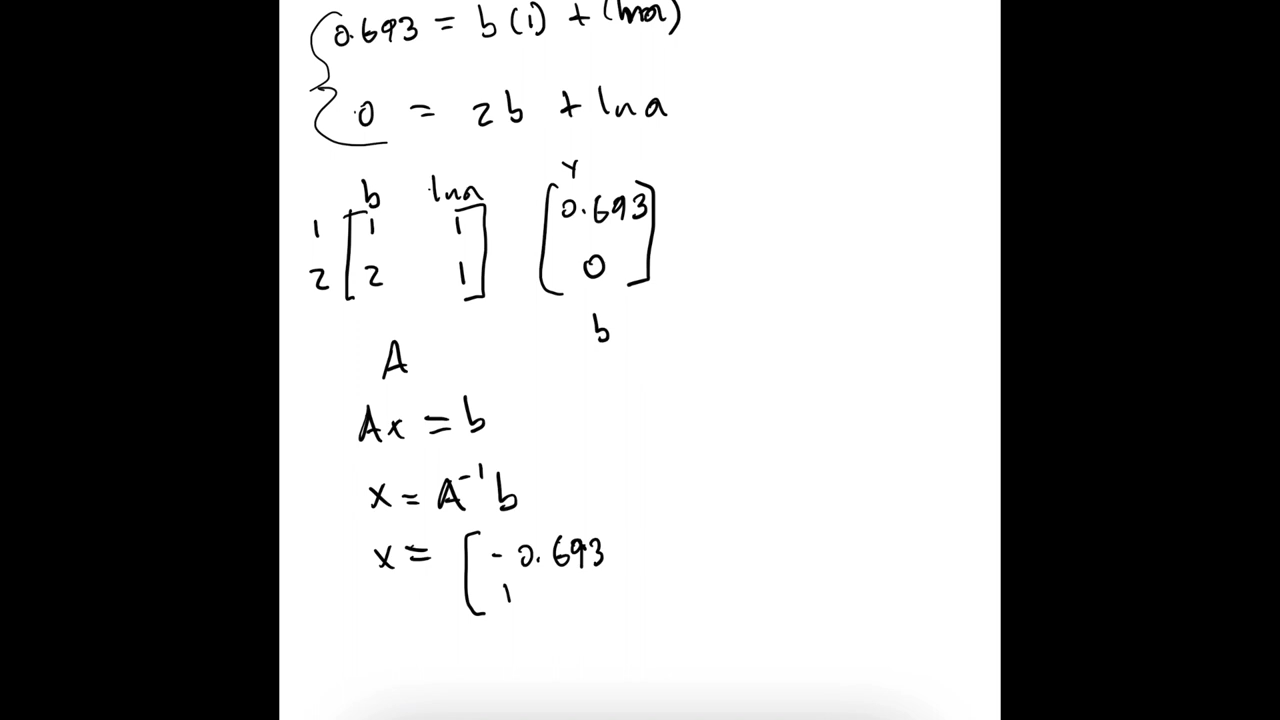 0.693 = b(1) + (lna)
0 = 2b + lna
b lna Y
1 [ 1 1 ] [ 0.693 ]
2 [ 2 1 ] [ 0 ]
b
A
Ax = b
x = A⁻¹b
x = [ -0.693
1